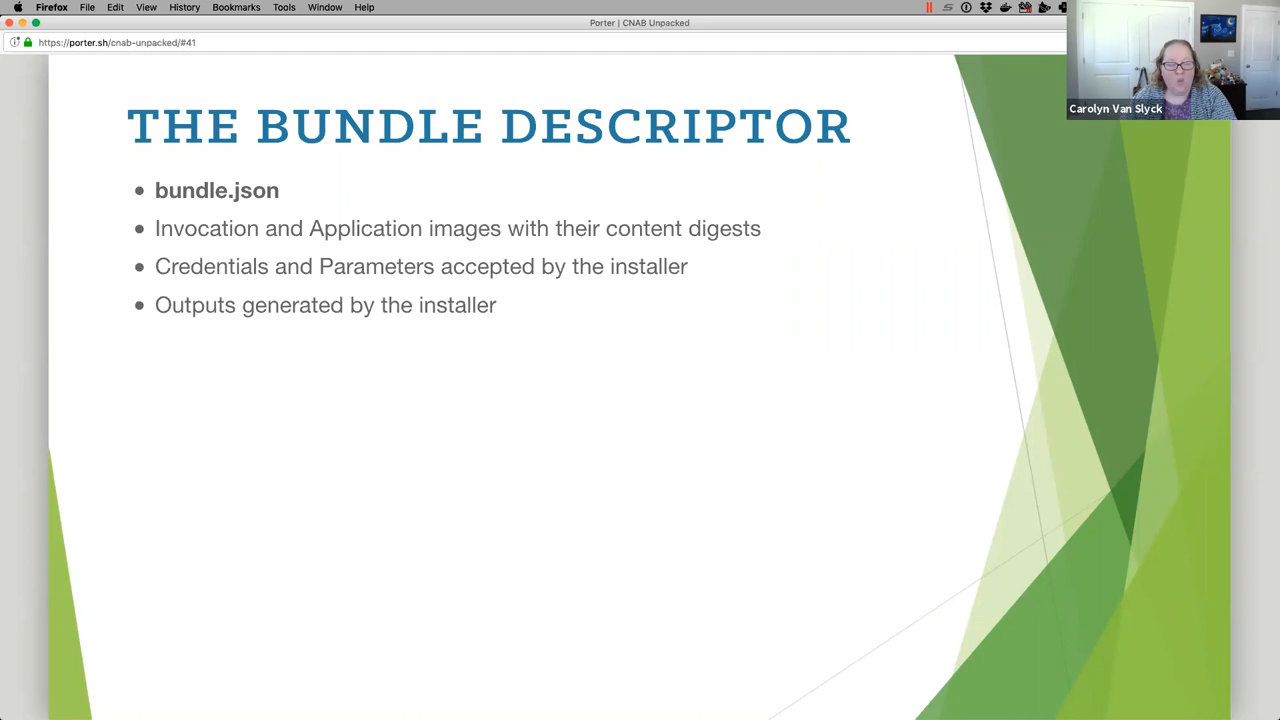 Firefox File Edit View History Bookmarks Tools Window Help
Porter | CNAB Unpacked
https://porter.sh/cnab-unpacked/#41
Carolyn Van Slyck
THE BUNDLE DESCRIPTOR
• bundle.json
• Invocation and Application images with their content digests
• Credentials and Parameters accepted by the installer
• Outputs generated by the installer